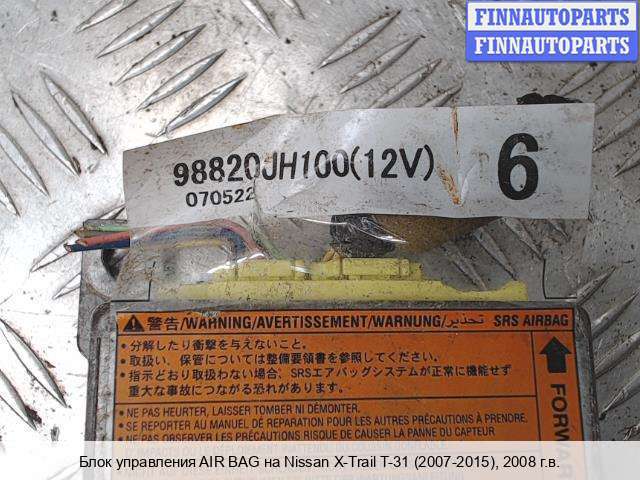 FINNAUTOPARTS
FINNAUTOPARTS
98820JH100(12V)
6
070522
警告/WARNING/AVERTISSEMENT/WARNUNG/تحذير SRS AIRBAG
• 分解したり衝撃を与えないこと。
• 取扱い、保管については整備要領書を参照してください。
• 指示どおり取扱わない場合、SRSエアバッグシステムが正常に機能せず
重大な事故につながる恐れがあります。
FORWARD
• NE PAS HEURTER, LAISSER TOMBER NI DÉMONTER.
• SE REPORTER AU MANUEL DE RÉPARATION POUR LES AUTRES PRÉCAUTIONS À PRENDRE.
• NE PAS OBSERVER LES PRÉCAUTIONS RISQUERAIT DE CAUSER LA PANNE DU CAPTEUR
Блок управления AIR BAG на Nissan X-Trail T-31 (2007-2015), 2008 г.в.